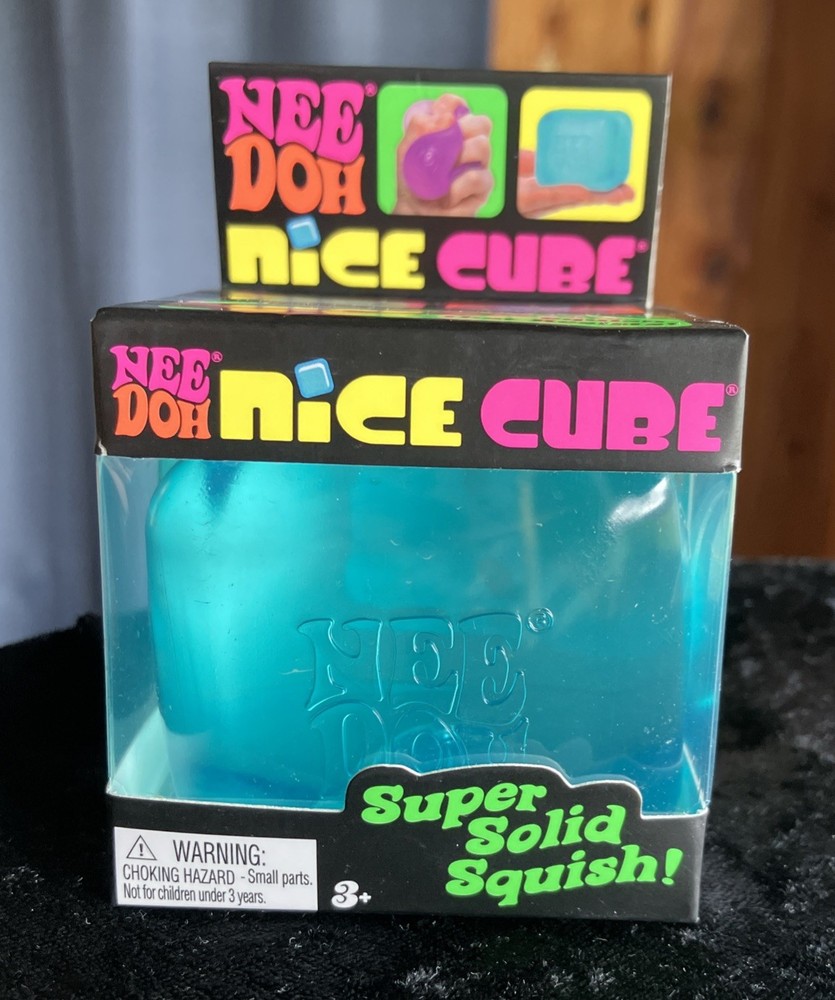 NEE®
DOH
NiCE CUBE®
NEE®
DOH NiCE CUBE®
NEE©
DOH
Super
Solid
Squish!
⚠ WARNING:
CHOKING HAZARD - Small parts.
Not for children under 3 years.
3+